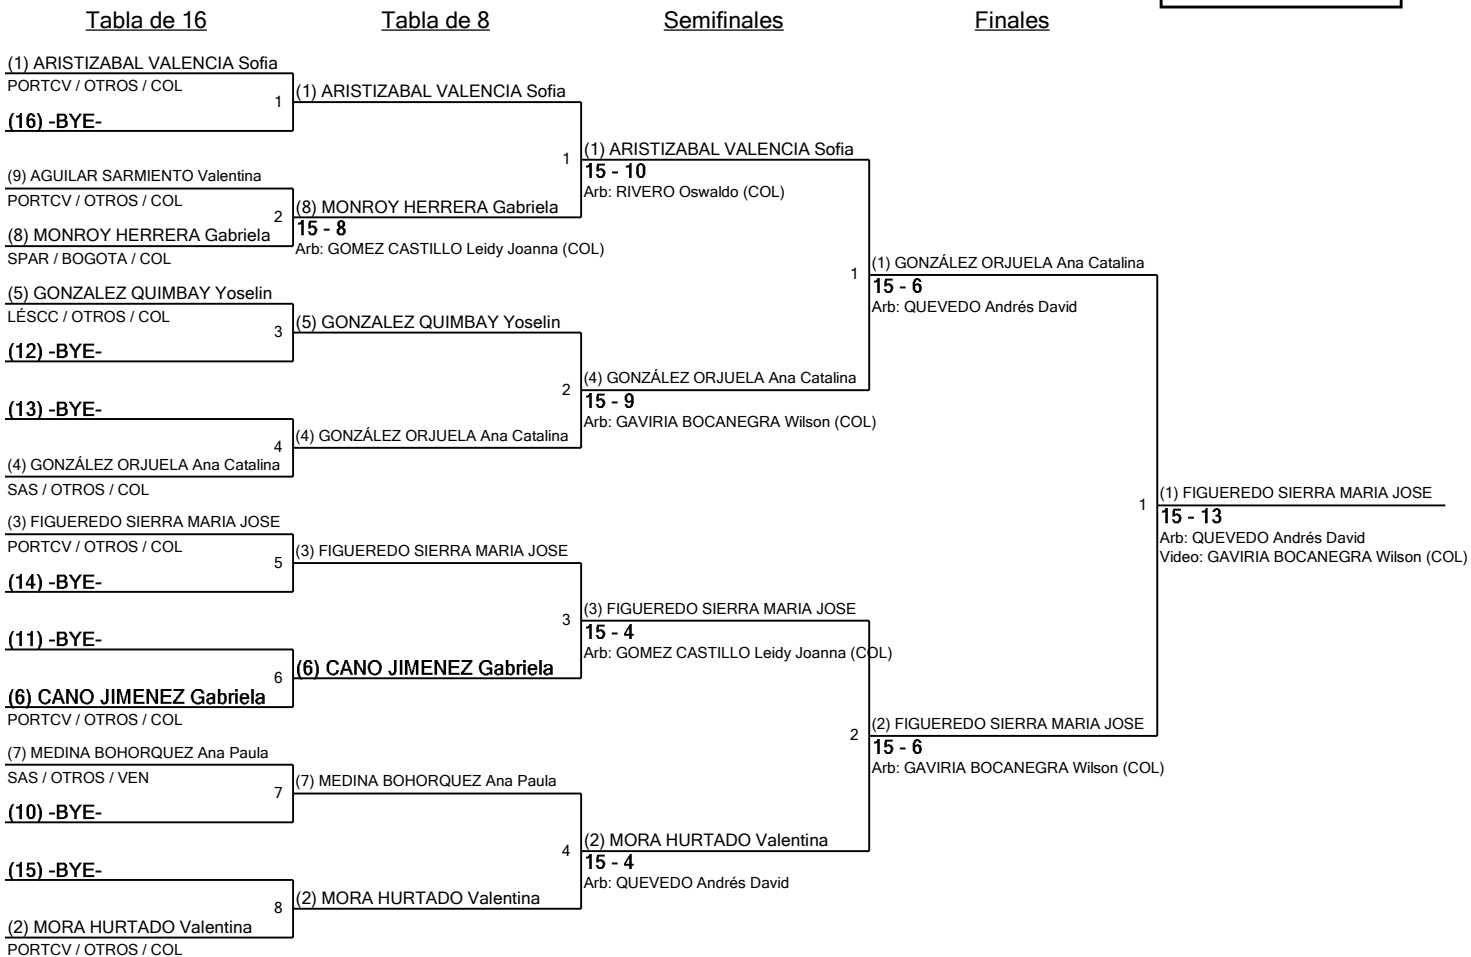 Tabla de 16
Tabla de 8
Semifinales
Finales
(1) ARISTIZABAL VALENCIA Sofia
PORTCV / OTROS / COL
1
(16) -BYE-
(9) AGUILAR SARMIENTO Valentina
PORTCV / OTROS / COL
2
(8) MONROY HERRERA Gabriela
SPAR / BOGOTA / COL
(5) GONZALEZ QUIMBAY Yoselin
LÉSCC / OTROS / COL
3
(12) -BYE-
(13) -BYE-
4
(4) GONZÁLEZ ORJUELA Ana Catalina
SAS / OTROS / COL
(3) FIGUEREDO SIERRA MARIA JOSE
PORTCV / OTROS / COL
5
(14) -BYE-
(11) -BYE-
6
(6) CANO JIMENEZ Gabriela
PORTCV / OTROS / COL
(7) MEDINA BOHORQUEZ Ana Paula
SAS / OTROS / VEN
7
(10) -BYE-
(15) -BYE-
8
(2) MORA HURTADO Valentina
PORTCV / OTROS / COL
(1) ARISTIZABAL VALENCIA Sofia
1
(8) MONROY HERRERA Gabriela
15 - 8
Arb: GOMEZ CASTILLO Leidy Joanna (COL)
(5) GONZALEZ QUIMBAY Yoselin
2
(4) GONZÁLEZ ORJUELA Ana Catalina
(3) FIGUEREDO SIERRA MARIA JOSE
3
(6) CANO JIMENEZ Gabriela
(7) MEDINA BOHORQUEZ Ana Paula
4
(2) MORA HURTADO Valentina
(1) ARISTIZABAL VALENCIA Sofia
15 - 10
Arb: RIVERO Oswaldo (COL)
1
(4) GONZÁLEZ ORJUELA Ana Catalina
15 - 9
Arb: GAVIRIA BOCANEGRA Wilson (COL)
(3) FIGUEREDO SIERRA MARIA JOSE
15 - 4
Arb: GOMEZ CASTILLO Leidy Joanna (COL)
2
(2) MORA HURTADO Valentina
15 - 4
Arb: QUEVEDO Andrés David
(1) GONZÁLEZ ORJUELA Ana Catalina
15 - 6
Arb: QUEVEDO Andrés David
1
(2) FIGUEREDO SIERRA MARIA JOSE
15 - 6
Arb: GAVIRIA BOCANEGRA Wilson (COL)
(1) FIGUEREDO SIERRA MARIA JOSE
15 - 13
Arb: QUEVEDO Andrés David
Video: GAVIRIA BOCANEGRA Wilson (COL)